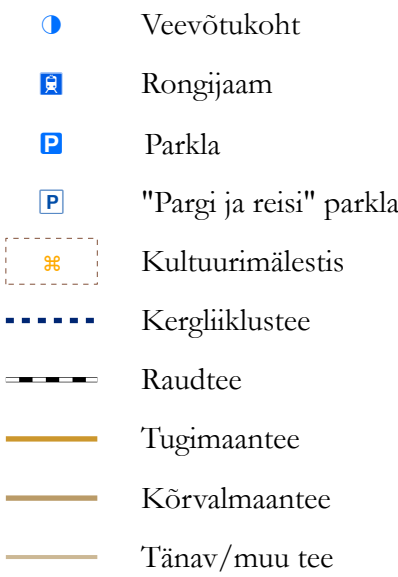 Veevõtukoht
Rongijaam
P Parkla
P "Pargi ja reisi" parkla
⌘ Kultuurimälestis
Kergliiklustee
Raudtee
Tugimaantee
Kõrvalmaantee
Tänav/muu tee